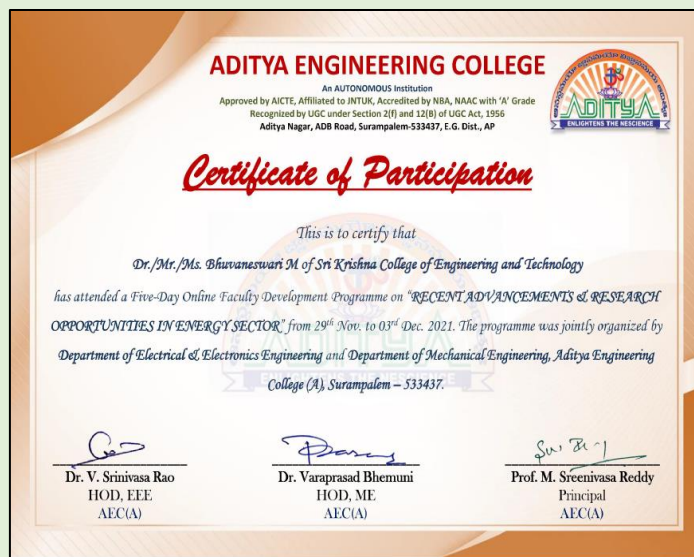 ADITYA ENGINEERING COLLEGE
An AUTONOMOUS Institution
Approved by AICTE, Affiliated to JNTUK, Accredited by NBA, NAAC with 'A' Grade
Recognized by UGC under Section 2(f) and 12(B) of UGC Act, 1956
Aditya Nagar, ADB Road, Surampalem-533437, E.G. Dist., AP
ADITYA
ENLIGHTENS THE NESCIENCE
Certificate of Participation
This is to certify that
Dr./Mr./Ms. Bhuvaneswari M of Sri Krishna College of Engineering and Technology
has attended a Five-Day Online Faculty Development Programme on "RECENT ADVANCEMENTS & RESEARCH
OPPORTUNITIES IN ENERGY SECTOR" from 29th Nov. to 03rd Dec. 2021. The programme was jointly organized by
Department of Electrical & Electronics Engineering and Department of Mechanical Engineering, Aditya Engineering
College (A), Surampalem – 533437.
Dr. V. Srinivasa Rao
HOD, EEE
AEC(A)
Dr. Varaprasad Bhemuni
HOD, ME
AEC(A)
Prof. M. Sreenivasa Reddy
Principal
AEC(A)